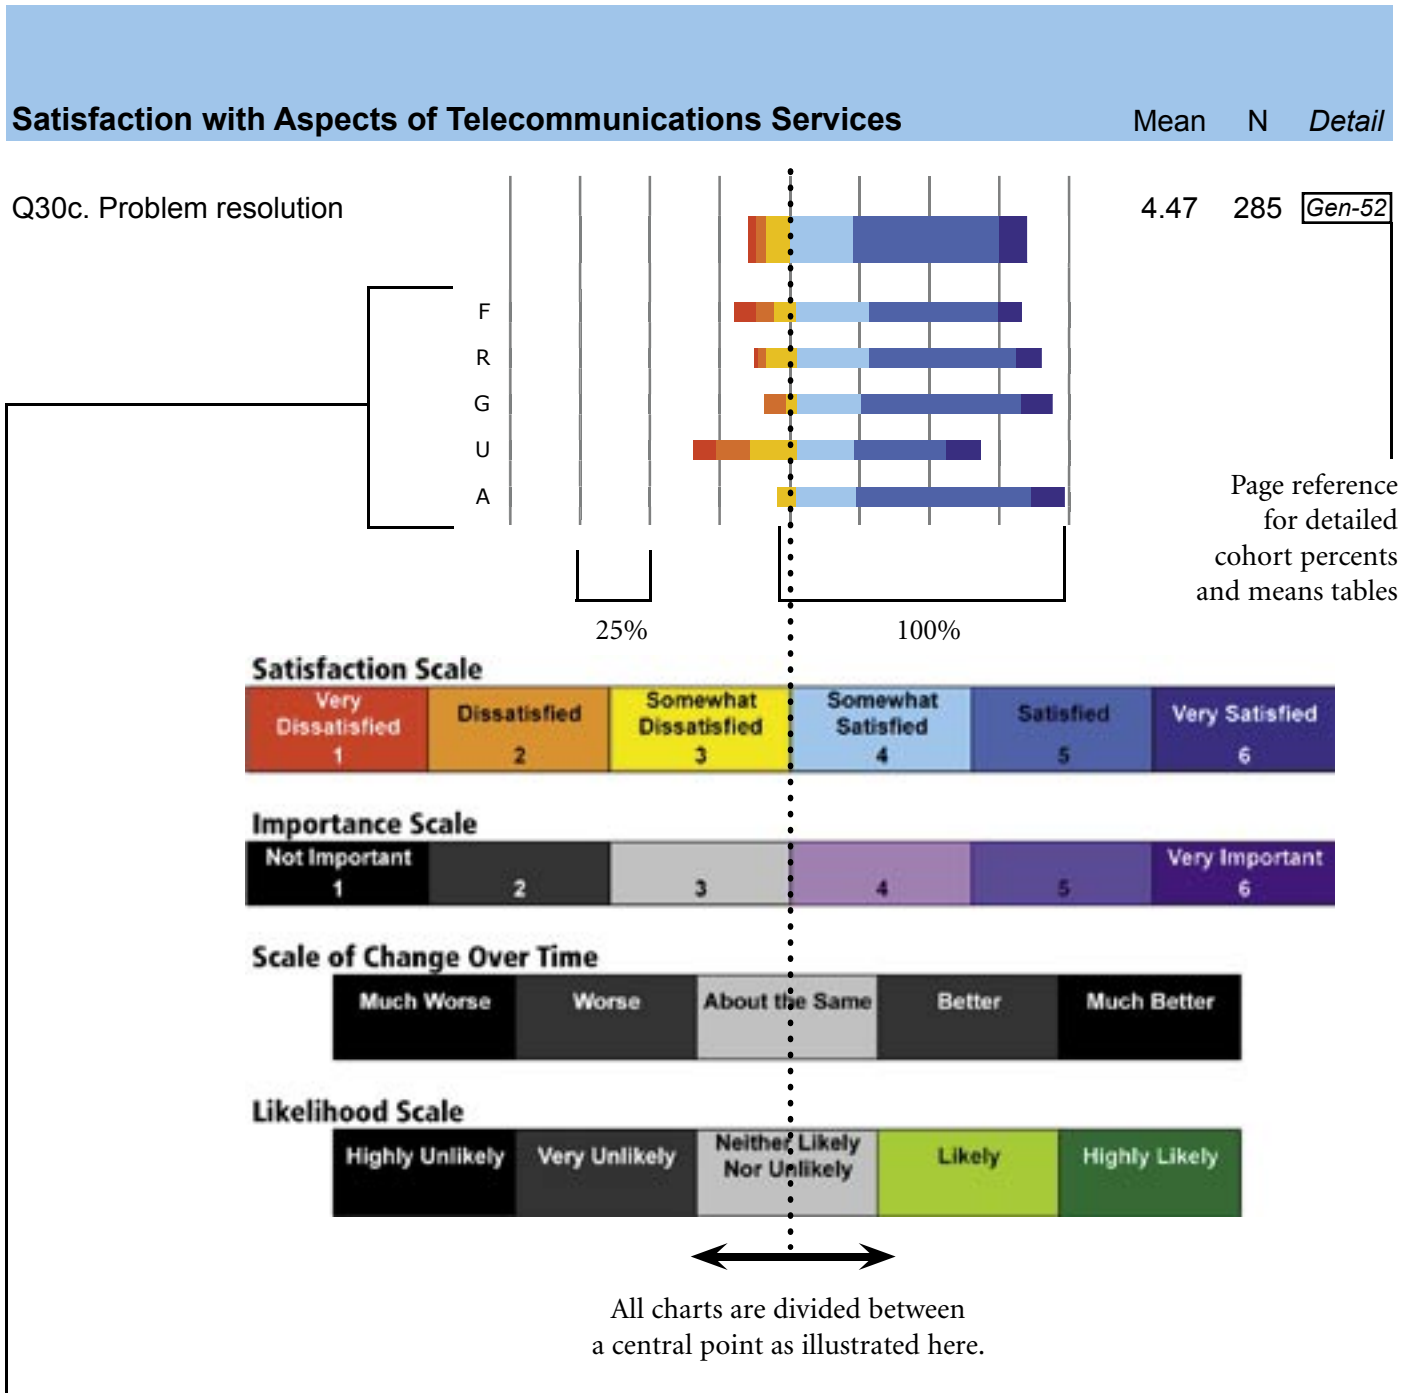 Satisfaction with Aspects of Telecommunications Services Mean N Detail
Q30c. Problem resolution 4.47 285 Gen-52
F
R
G
U
A
Page reference
for detailed
cohort percents
and means tables
25% 100%
Satisfaction Scale
Very Dissatisfied 1
Dissatisfied 2
Somewhat Dissatisfied 3
Somewhat Satisfied 4
Satisfied 5
Very Satisfied 6
Importance Scale
Not Important 1
2
3
4
5
Very Important 6
Scale of Change Over Time
Much Worse Worse About the Same Better Much Better
Likelihood Scale
Highly Unlikely Very Unlikely Neither Likely Nor Unlikely Likely Highly Likely
All charts are divided between
a central point as illustrated here.